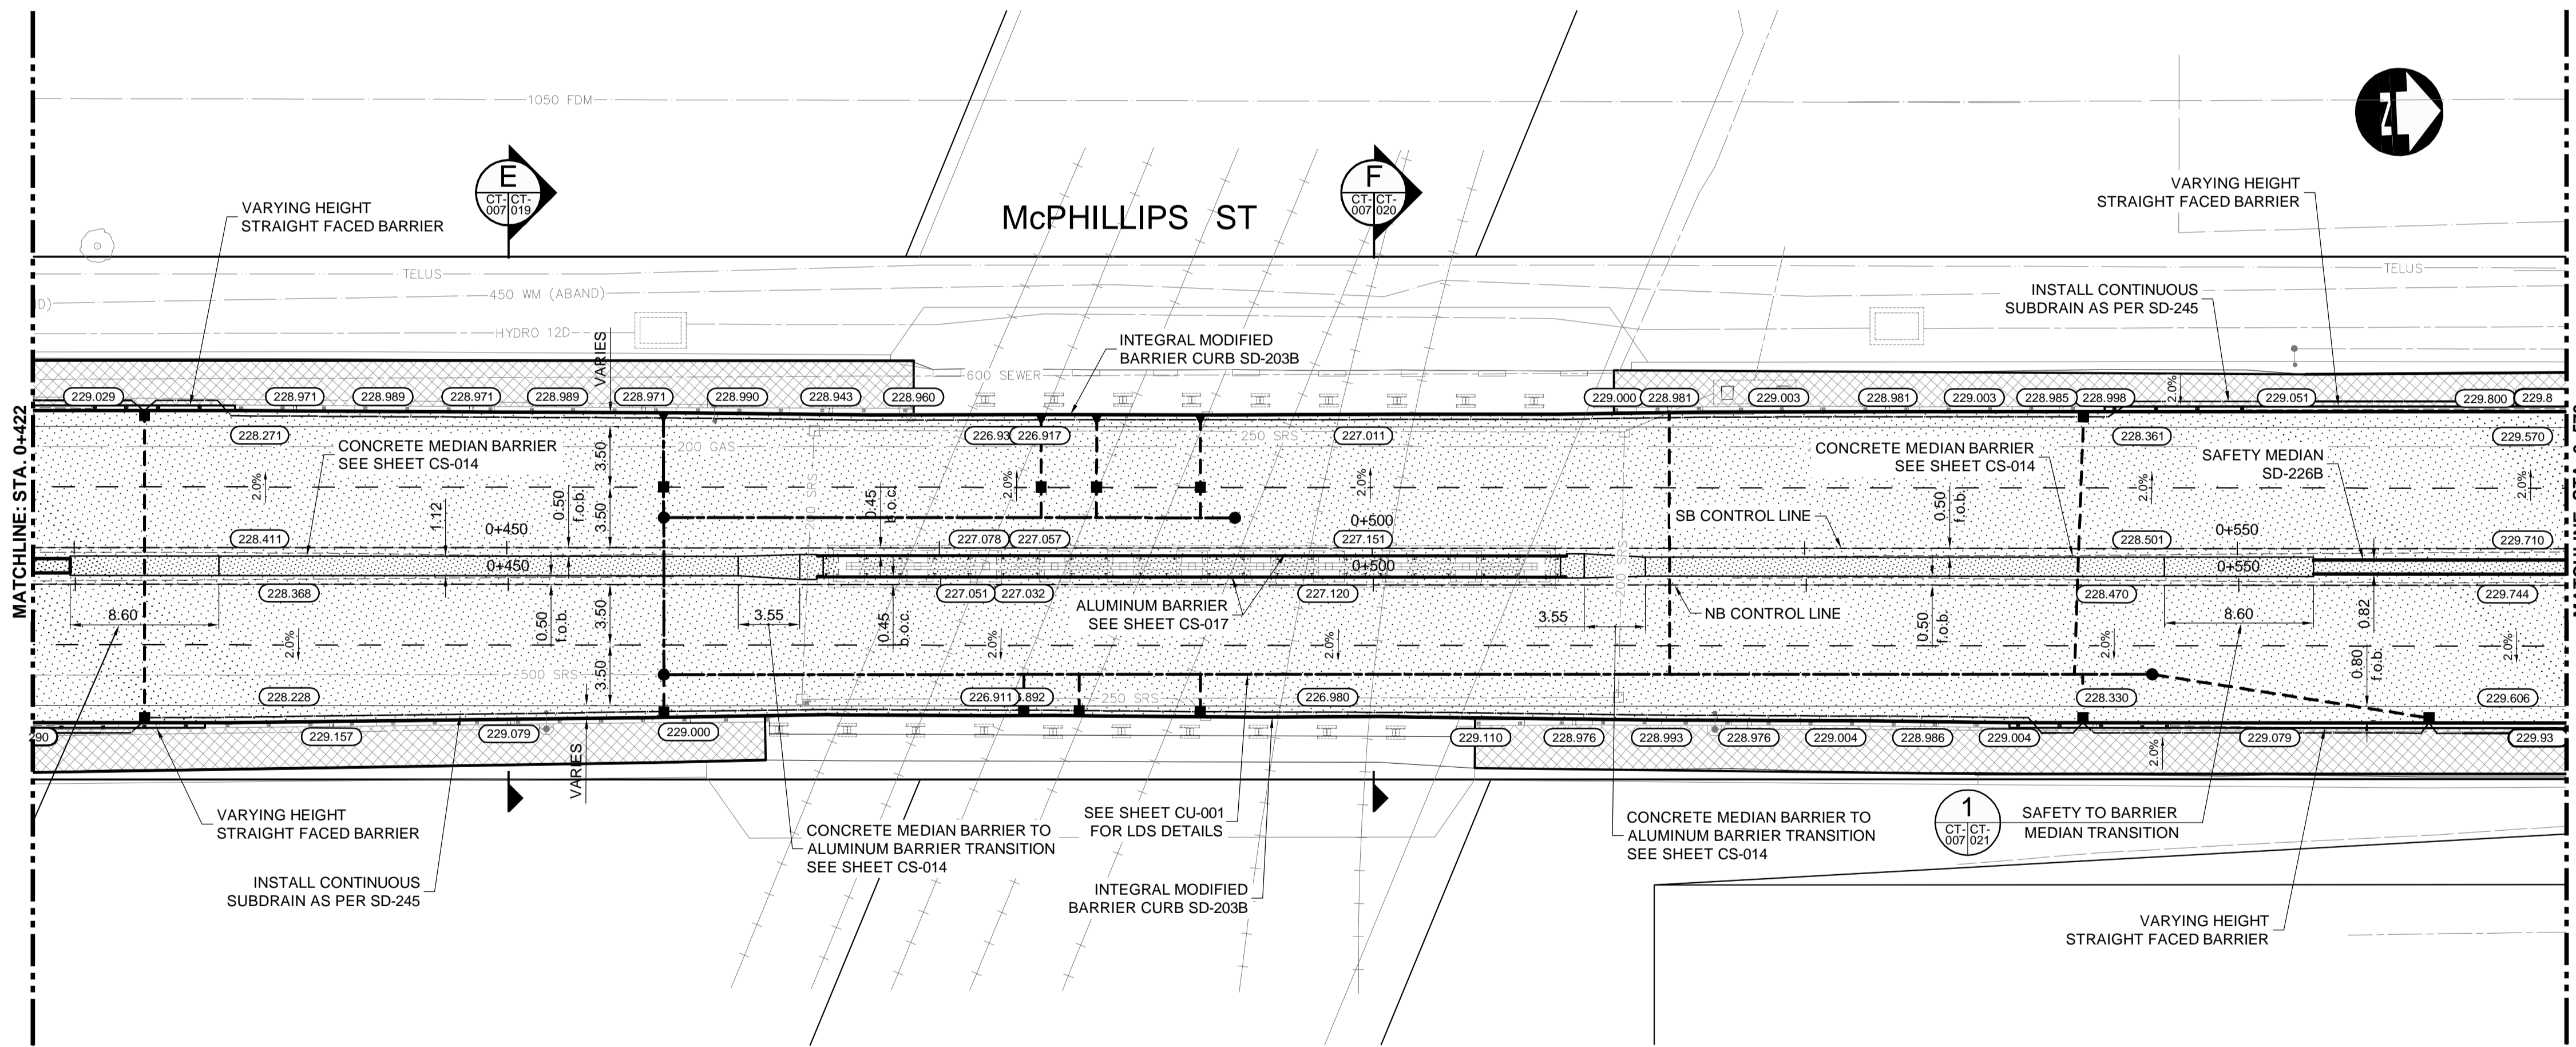 1050 FDM
N
E
CT-007
CT-019
F
CT-007
CT-020
McPHILLIPS ST
VARYING HEIGHT
STRAIGHT FACED BARRIER
VARYING HEIGHT
STRAIGHT FACED BARRIER
TELUS
TELUS
450 WM (ABAND)
HYDRO 12D
INSTALL CONTINUOUS
SUBDRAIN AS PER SD-245
INTEGRAL MODIFIED
BARRIER CURB SD-203B
VARIES
600 SEWER
229.029
228.971
228.989
228.971
228.989
228.971
228.990
228.943
228.960
229.000
228.981
229.003
228.981
229.003
228.985
228.998
2.0%
229.051
229.800
229.8
228.271
200 GAS
226.93
226.917
250 SRS
227.011
228.361
229.570
CONCRETE MEDIAN BARRIER
SEE SHEET CS-014
CONCRETE MEDIAN BARRIER
SEE SHEET CS-014
SAFETY MEDIAN
SD-226B
2.0%
3.50
2.0%
2.0%
2.0%
2.0%
1.12
0.50
f.o.b.
3.50
0.45
b.o.c.
0.50
f.o.b.
SB CONTROL LINE
0+450
0+500
0+550
228.411
227.078
227.057
227.151
228.501
229.710
0+450
0+500
0+550
228.368
227.051
227.032
227.120
228.470
229.744
MATCHLINE: STA. 0+422
8.60
0.50
f.o.b.
3.50
3.55
0.45
b.o.c.
ALUMINUM BARRIER
SEE SHEET CS-017
3.55
200 SRS
NB CONTROL LINE
0.50
f.o.b.
8.60
0.82
2.0%
2.0%
2.0%
2.0%
2.0%
500 SRS
3.50
0.80
f.o.b.
228.228
226.911
.892
250 SRS
226.980
228.330
229.606
90
229.157
229.079
229.000
229.110
228.976
228.993
228.976
229.004
228.986
229.004
2.0%
229.079
229.93
VARIES
VARYING HEIGHT
STRAIGHT FACED BARRIER
CONCRETE MEDIAN BARRIER TO
ALUMINUM BARRIER TRANSITION
SEE SHEET CS-014
SEE SHEET CU-001
FOR LDS DETAILS
CONCRETE MEDIAN BARRIER TO
ALUMINUM BARRIER TRANSITION
SEE SHEET CS-014
1
CT-007
CT-021
SAFETY TO BARRIER
MEDIAN TRANSITION
INSTALL CONTINUOUS
SUBDRAIN AS PER SD-245
INTEGRAL MODIFIED
BARRIER CURB SD-203B
VARYING HEIGHT
STRAIGHT FACED BARRIER